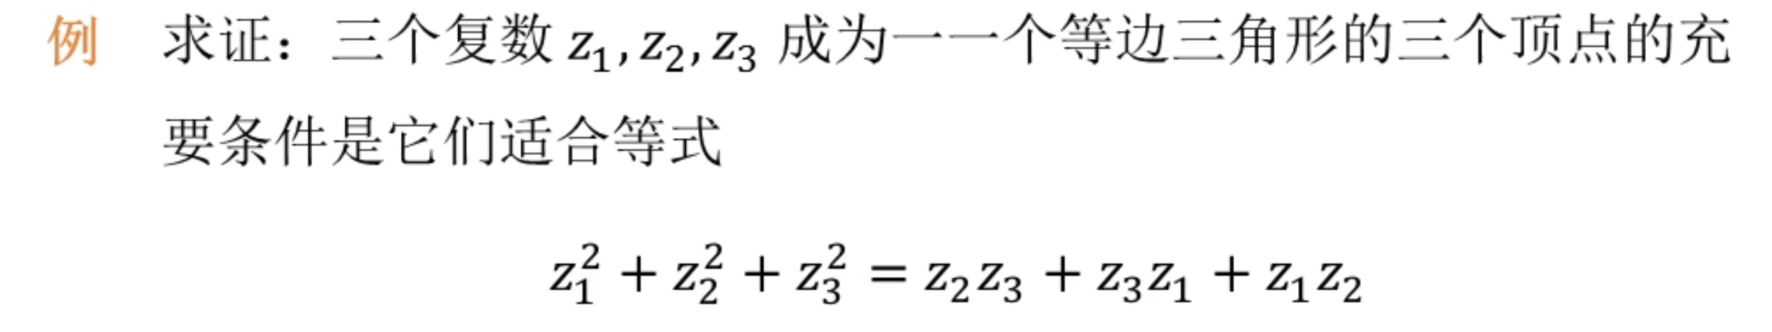 例 求证：三个复数 z₁,z₂,z₃ 成为一一个等边三角形的三个顶点的充
要条件是它们适合等式
z₁² + z₂² + z₃² = z₂z₃ + z₃z₁ + z₁z₂